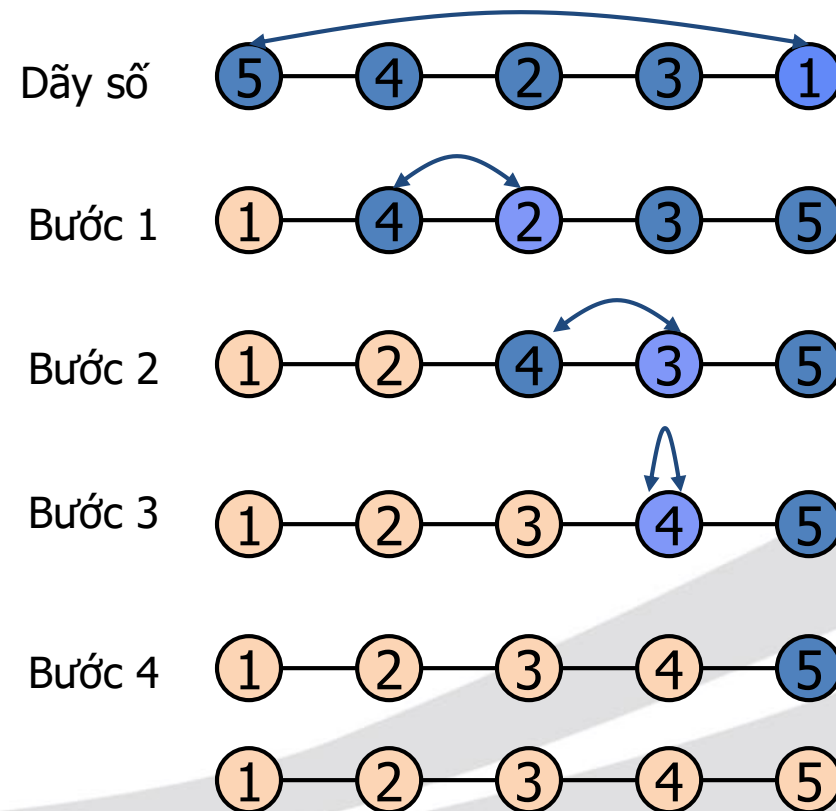 Dãy số 5 4 2 3 1
Bước 1 1 4 2 3 5
Bước 2 1 2 4 3 5
Bước 3 1 2 3 4 5
Bước 4 1 2 3 4 5
1 2 3 4 5